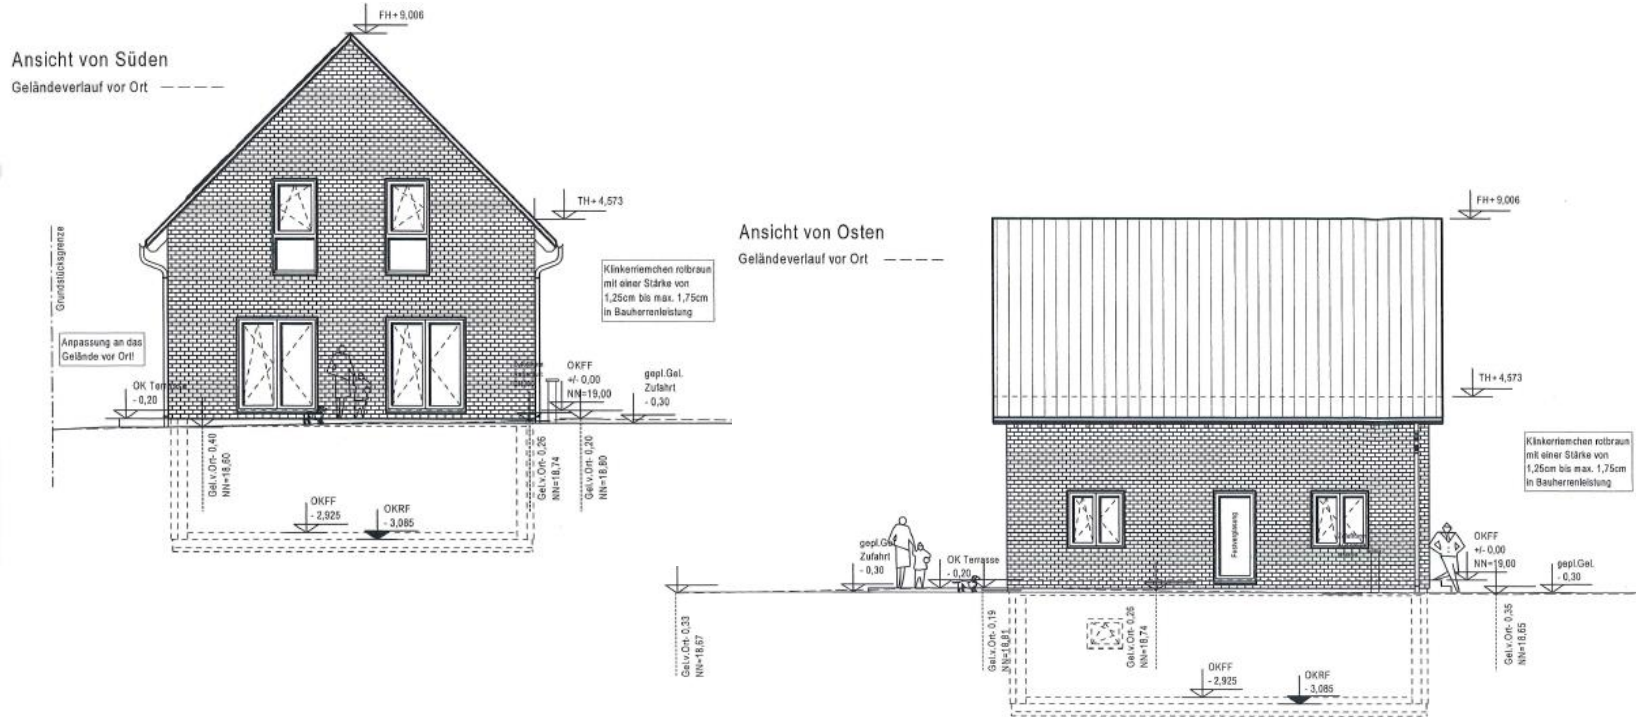 FH+ 9,006
Ansicht von Süden
Geländeverlauf vor Ort
TH+ 4,573
Grundstücksgrenze
Klinkerriemchen rotbraun
mit einer Stärke von
1,25cm bis max. 1,75cm
in Bauherrenleistung
Anpassung an das
Gelände vor Ort!
OK Terrasse
- 0,20
OKFF
+/- 0,00
NN=19,00
gepl.Gel.
Zufahrt
- 0,30
Gel.v.Ort- 0,40
NN=18,60
Gel.v.Ort- 0,26
NN=18,74
Gel.v.Ort- 0,20
NN=18,80
OKFF
- 2,925
OKRF
- 3,085
Ansicht von Osten
Geländeverlauf vor Ort
FH+ 9,006
TH+ 4,573
Klinkerriemchen rotbraun
mit einer Stärke von
1,25cm bis max. 1,75cm
in Bauherrenleistung
Festverglasung
gepl.Gel.
Zufahrt
- 0,30
OK Terrasse
- 0,20
OKFF
+/- 0,00
NN=19,00
gepl.Gel.
- 0,30
Gel.v.Ort- 0,33
NN=18,67
Gel.v.Ort- 0,19
NN=18,81
Gel.v.Ort- 0,26
NN=18,74
Gel.v.Ort- 0,35
NN=18,65
OKFF
- 2,925
OKRF
- 3,085